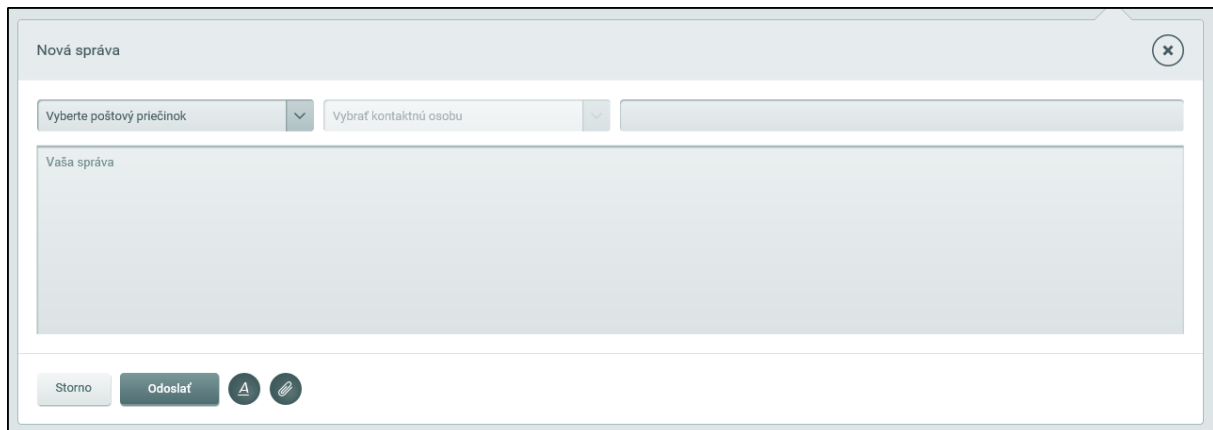 Nová správa
Vyberte poštový priečinok
Vybrať kontaktnú osobu
Vaša správa
Storno
Odoslať
A